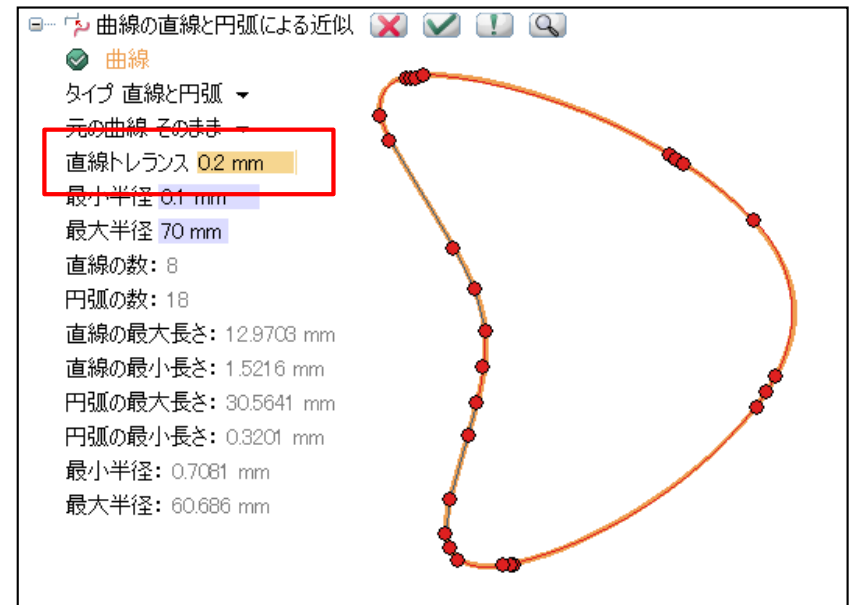 曲線の直線と円弧による近似
曲線
タイプ 直線と円弧
元の曲線 そのまま
直線トレランス 0.2 mm
最小半径 0.1 mm
最大半径 70 mm
直線の数: 8
円弧の数: 18
直線の最大長さ: 12.9703 mm
直線の最小長さ: 1.5216 mm
円弧の最大長さ: 30.5641 mm
円弧の最小長さ: 0.3201 mm
最小半径: 0.7081 mm
最大半径: 60.686 mm